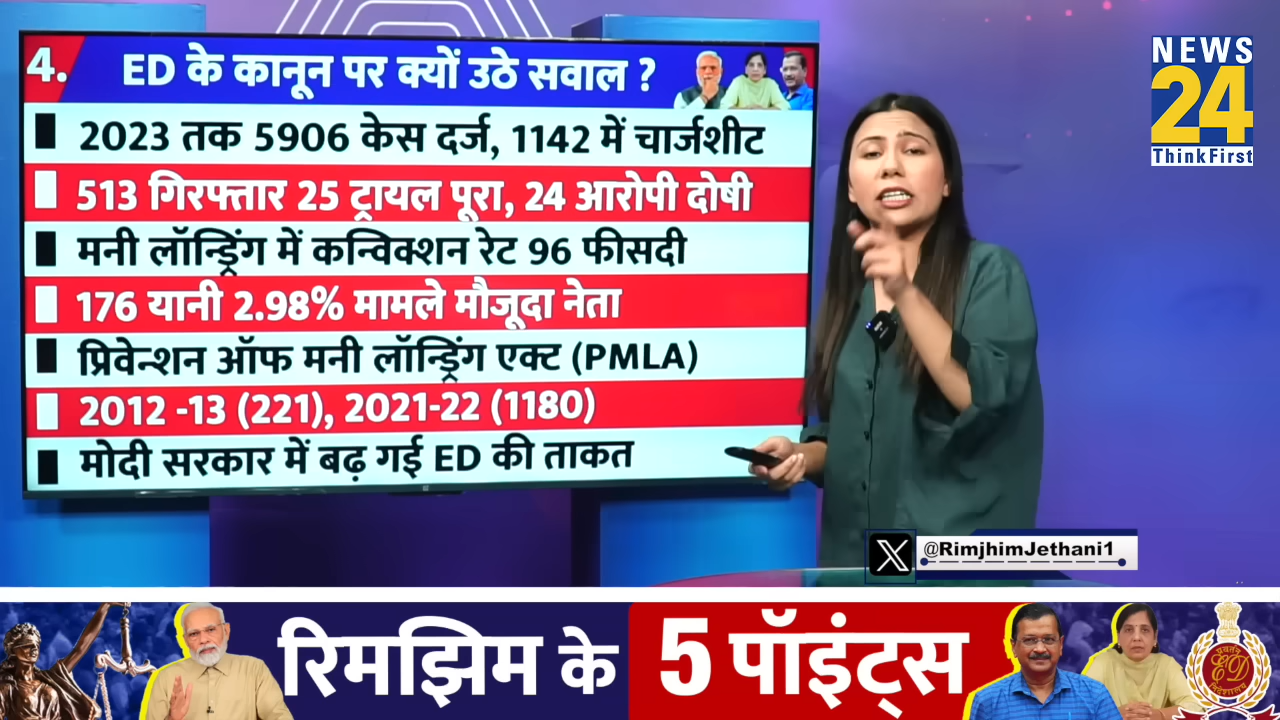 4. ED के कानून पर क्यों उठे सवाल ?
2023 तक 5906 केस दर्ज, 1142 में चार्जशीट
513 गिरफ्तार 25 ट्रायल पूरा, 24 आरोपी दोषी
मनी लॉन्ड्रिंग में कन्विक्शन रेट 96 फीसदी
176 यानी 2.98% मामले मौजूदा नेता
प्रिवेन्शन ऑफ मनी लॉन्ड्रिंग एक्ट (PMLA)
2012 -13 (221), 2021-22 (1180)
मोदी सरकार में बढ़ गई ED की ताकत
NEWS
24
ThinkFirst
X @RimjhimJethani1
रिमझिम के 5 पॉइंट्स
ED